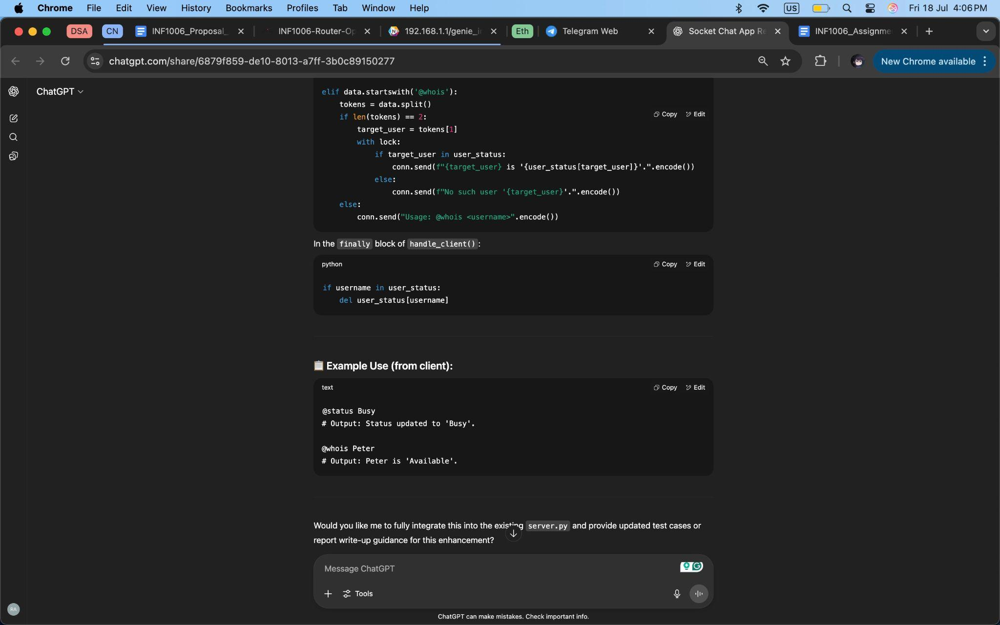 Chrome File Edit View History Bookmarks Profiles Tab Window Help US Fri 18 Jul 4:06 PM
DSA CN INF1006_Proposal_ INF1006-Router-Op 192.168.1.1/genie_i Eth Telegram Web Socket Chat App Re INF1006_Assignme
chatgpt.com/share/6879f859-de10-8013-a7ff-3b0c89150277 New Chrome available
ChatGPT
elif data.startswith('@whois'):
    tokens = data.split()
    if len(tokens) == 2:
Copy Edit
        target_user = tokens[1]
        with lock:
            if target_user in user_status:
                conn.send(f"{target_user} is '{user_status[target_user]}'.".encode())
            else:
                conn.send(f"No such user '{target_user}'.".encode())
    else:
        conn.send("Usage: @whois <username>".encode())
In the finally block of handle_client():
python Copy Edit
if username in user_status:
    del user_status[username]
Example Use (from client):
text Copy Edit
@status Busy
# Output: Status updated to 'Busy'.
@whois Peter
# Output: Peter is 'Available'.
Would you like me to fully integrate this into the existing server.py and provide updated test cases or
report write-up guidance for this enhancement?
Message ChatGPT
Tools
RA
ChatGPT can make mistakes. Check important info.